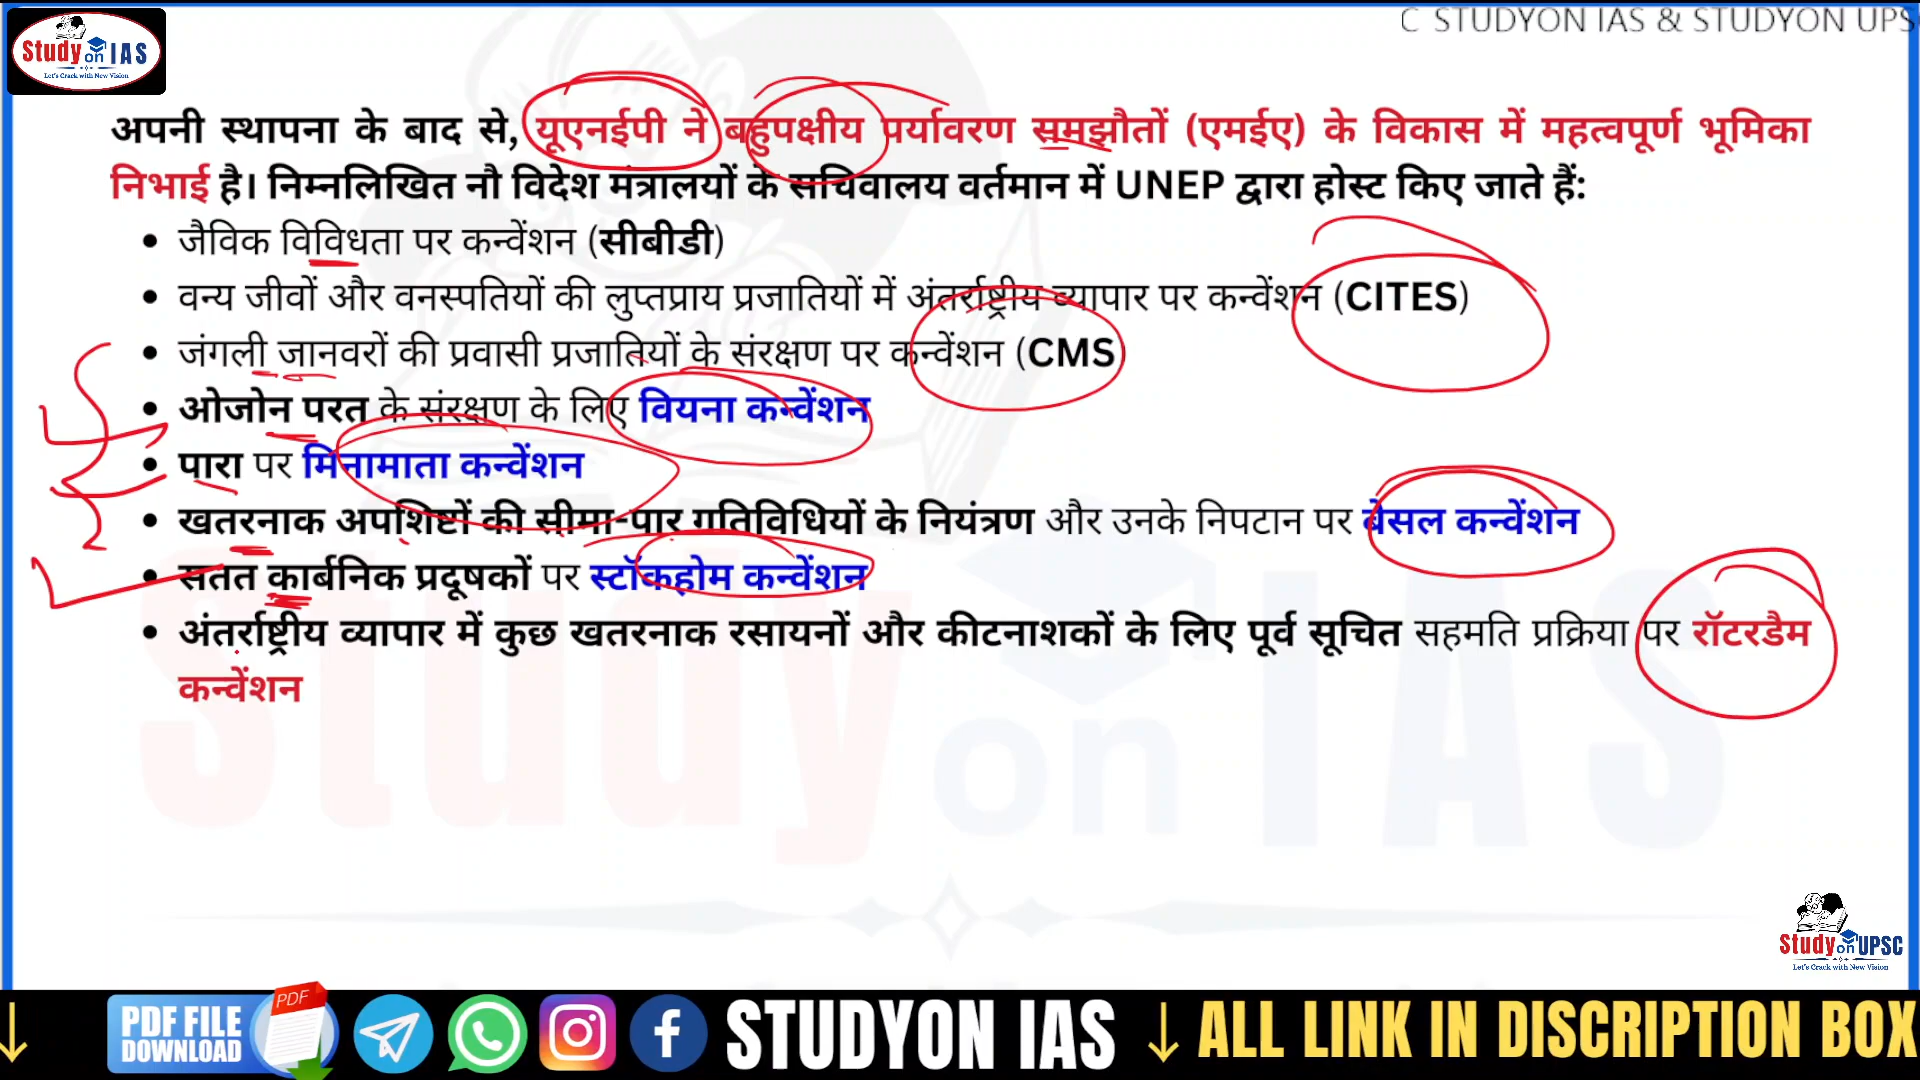 C STUDYON IAS & STUDYON UPS
Study on IAS
Let's Crack with New Vision
अपनी स्थापना के बाद से, यूएनईपी ने बहुपक्षीय पर्यावरण समझौतों (एमईए) के विकास में महत्वपूर्ण भूमिका
निभाई है। निम्नलिखित नौ विदेश मंत्रालयों के सचिवालय वर्तमान में UNEP द्वारा होस्ट किए जाते हैं:
• जैविक विविधता पर कन्वेंशन (सीबीडी)
• वन्य जीवों और वनस्पतियों की लुप्तप्राय प्रजातियों में अंतर्राष्ट्रीय व्यापार पर कन्वेंशन (CITES)
• जंगली जानवरों की प्रवासी प्रजातियों के संरक्षण पर कन्वेंशन (CMS)
• ओजोन परत के संरक्षण के लिए वियना कन्वेंशन
• पारा पर मिनामाता कन्वेंशन
• खतरनाक अपशिष्टों की सीमा-पार गतिविधियों के नियंत्रण और उनके निपटान पर बेसल कन्वेंशन
• सतत कार्बनिक प्रदूषकों पर स्टॉकहोम कन्वेंशन
• अंतर्राष्ट्रीय व्यापार में कुछ खतरनाक रसायनों और कीटनाशकों के लिए पूर्व सूचित सहमति प्रक्रिया पर रॉटरडैम
कन्वेंशन
Study on IAS
Study on UPSC
Let's Crack with New Vision
PDF FILE
DOWNLOAD
PDF
STUDYON IAS ↓ ALL LINK IN DISCRIPTION BOX